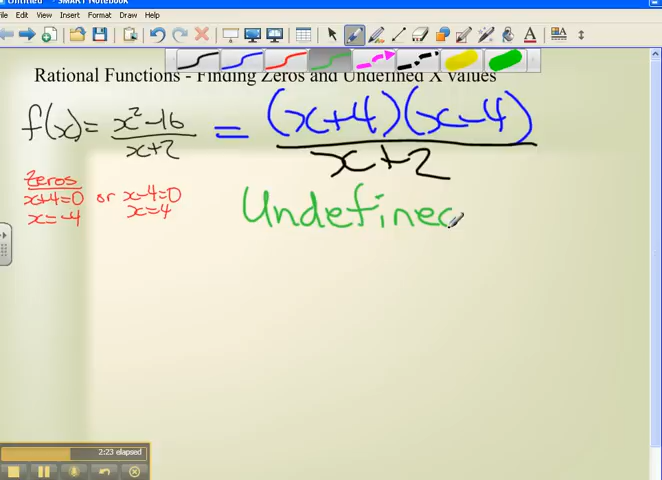 Untitled - SMART Notebook
Edit View Insert Format Draw Help
Rational Functions - Finding Zeros and Undefined X values
f(x)= x²-16 / x+2 = (x+4)(x-4) / x+2
Zeros
x+4=0 or x-4=0
x=-4 x=4
Undefined
2:23 elapsed